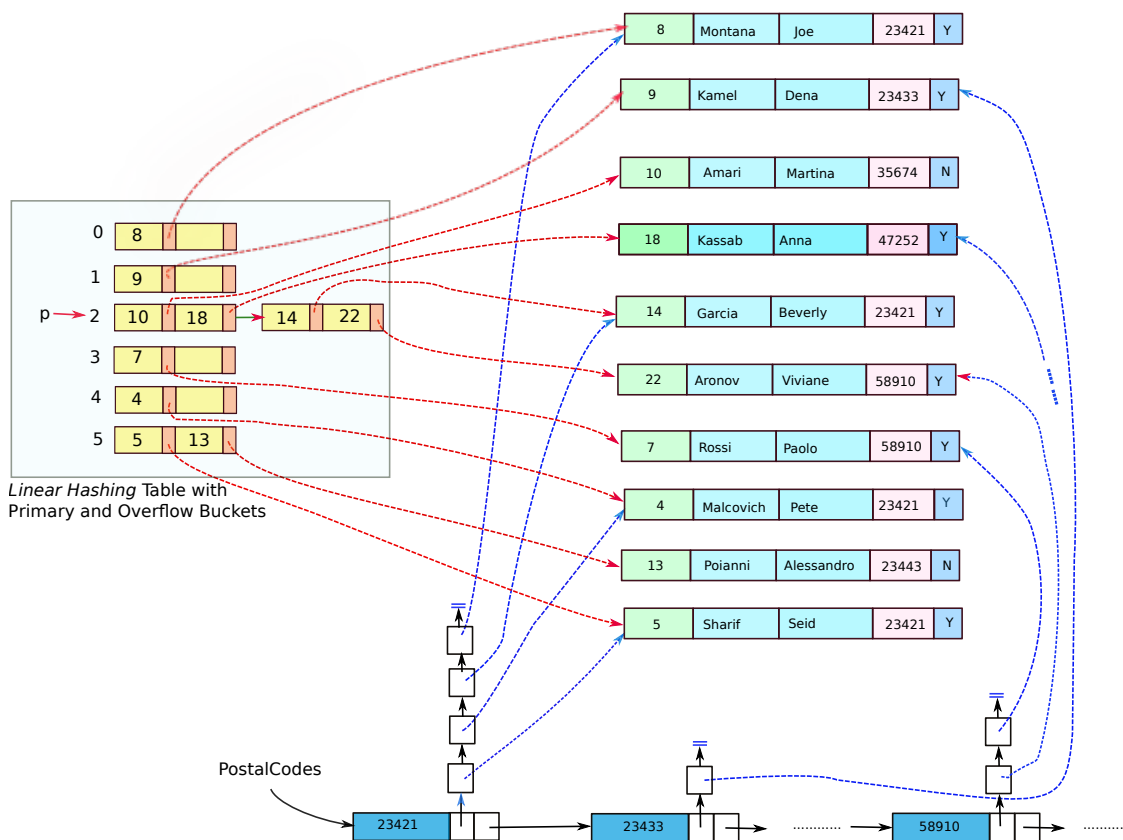 8 Montana Joe 23421 Y
9 Kamel Dena 23433 Y
10 Amari Martina 35674 N
18 Kassab Anna 47252 Y
14 Garcia Beverly 23421 Y
22 Aronov Viviane 58910 Y
7 Rossi Paolo 58910 Y
4 Malcovich Pete 23421 Y
13 Poianni Alessandro 23443 N
5 Sharif Seid 23421 Y
0 8
1 9
p 2 10 18 14 22
3 7
4 4
5 5 13
Linear Hashing Table with
Primary and Overflow Buckets
PostalCodes
23421 23433 ............ 58910 ............